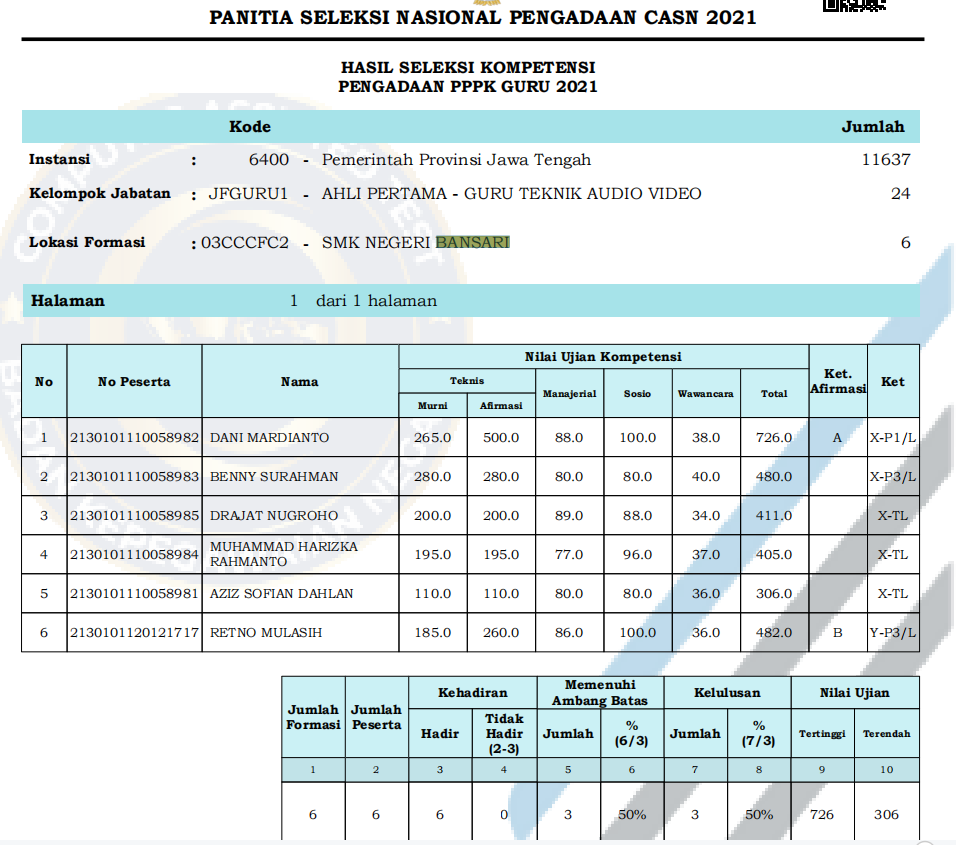 PANITIA SELEKSI NASIONAL PENGADAAN CASN 2021
HASIL SELEKSI KOMPETENSI
PENGADAAN PPPK GURU 2021
Kode Jumlah
Instansi : 6400 - Pemerintah Provinsi Jawa Tengah 11637
Kelompok Jabatan : JFGURU1 - AHLI PERTAMA - GURU TEKNIK AUDIO VIDEO 24
Lokasi Formasi : 03CCCFC2 - SMK NEGERI BANSARI 6
Halaman 1 dari 1 halaman
No No Peserta Nama Nilai Ujian Kompetensi Ket. Afirmasi Ket
Teknis Manajerial Sosio Wawancara Total
Murni Afirmasi
1 2130101110058982 DANI MARDIANTO 265.0 500.0 88.0 100.0 38.0 726.0 A X-P1/L
2 2130101110058983 BENNY SURAHMAN 280.0 280.0 80.0 80.0 40.0 480.0 X-P3/L
3 2130101110058985 DRAJAT NUGROHO 200.0 200.0 89.0 88.0 34.0 411.0 X-TL
4 2130101110058984 MUHAMMAD HARIZKA RAHMANTO 195.0 195.0 77.0 96.0 37.0 405.0 X-TL
5 2130101110058981 AZIZ SOFIAN DAHLAN 110.0 110.0 80.0 80.0 36.0 306.0 X-TL
6 2130101120121717 RETNO MULASIH 185.0 260.0 86.0 100.0 36.0 482.0 B Y-P3/L
Jumlah Formasi Jumlah Peserta Kehadiran Memenuhi Ambang Batas Kelulusan Nilai Ujian
Hadir Tidak Hadir (2-3) Jumlah % (6/3) Jumlah % (7/3) Tertinggi Terendah
1 2 3 4 5 6 7 8 9 10
6 6 6 0 3 50% 3 50% 726 306